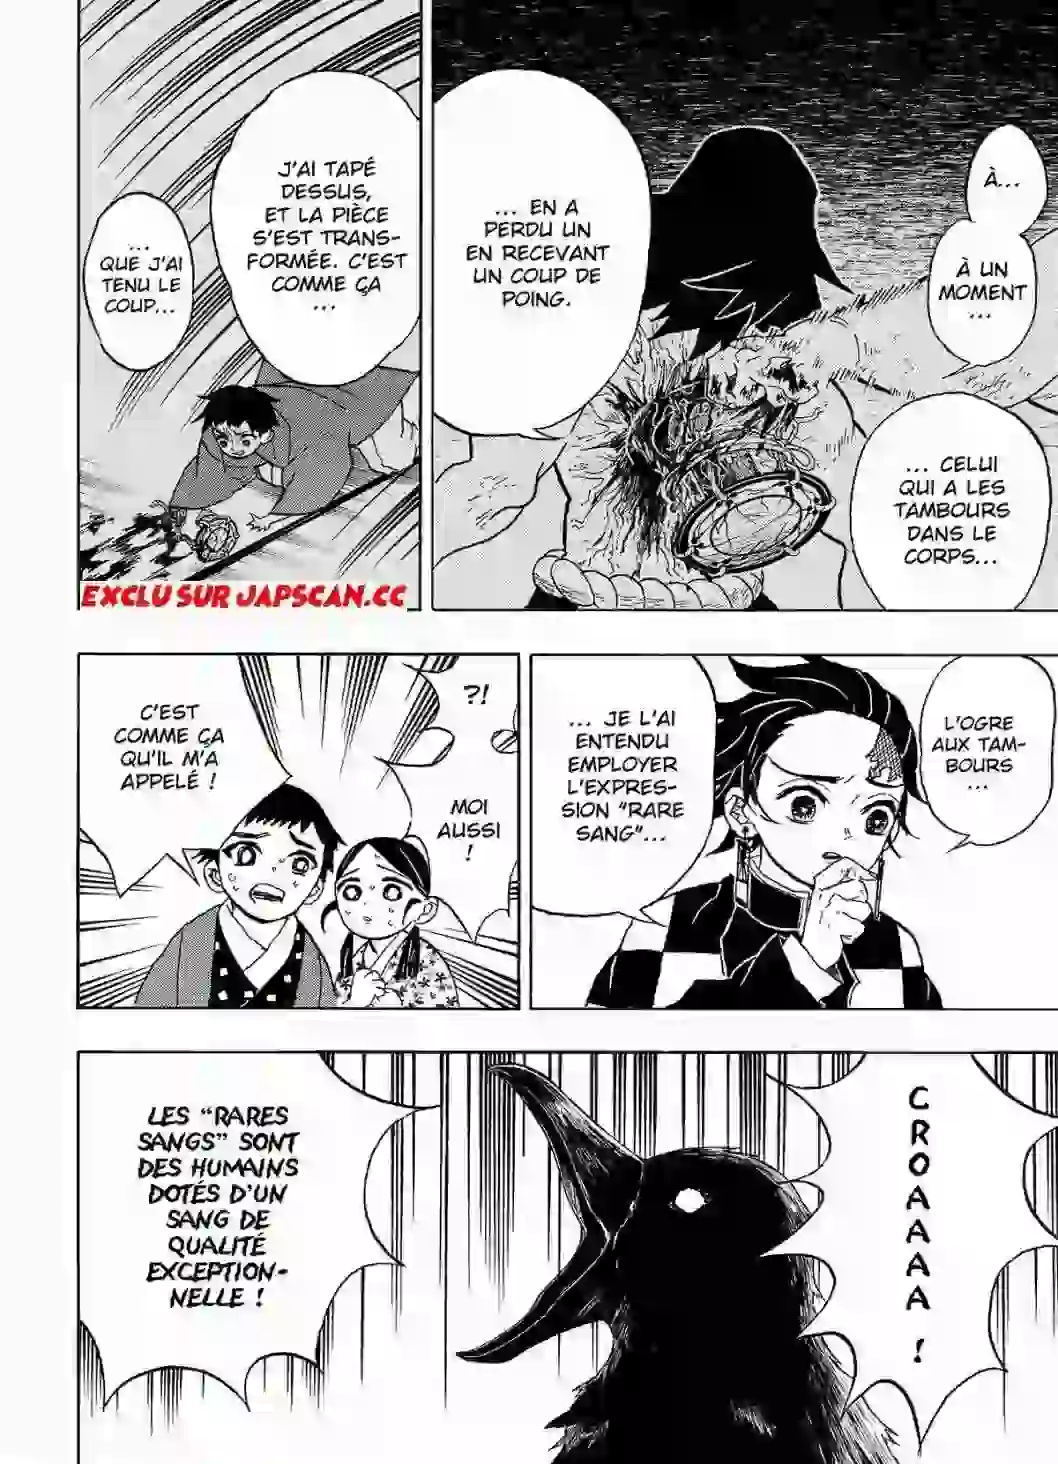 À...
À UN
MOMENT
...
... CELUI
QUI A LES
TAMBOURS
DANS LE
CORPS...
... EN A
PERDU UN
EN RECEVANT
UN COUP DE
POING.
J'AI TAPÉ
DESSUS,
ET LA PIÈCE
S'EST TRANS-
FORMÉE. C'EST
COMME ÇA
...
...
QUE J'AI
TENU LE
COUP...
EXCLU SUR JAPSCAN.CC
L'OGRE
AUX TAM-
BOURS
...
... JE L'AI
ENTENDU
EMPLOYER
L'EXPRES-
SION "RARE
SANG"...
?!
MOI
AUSSI
!
C'EST
COMME ÇA
QU'IL M'A
APPELÉ !
CROAAAA !
LES "RARES
SANGS" SONT
DES HUMAINS
DOTÉS D'UN
SANG DE
QUALITÉ
EXCEPTION-
NELLE !